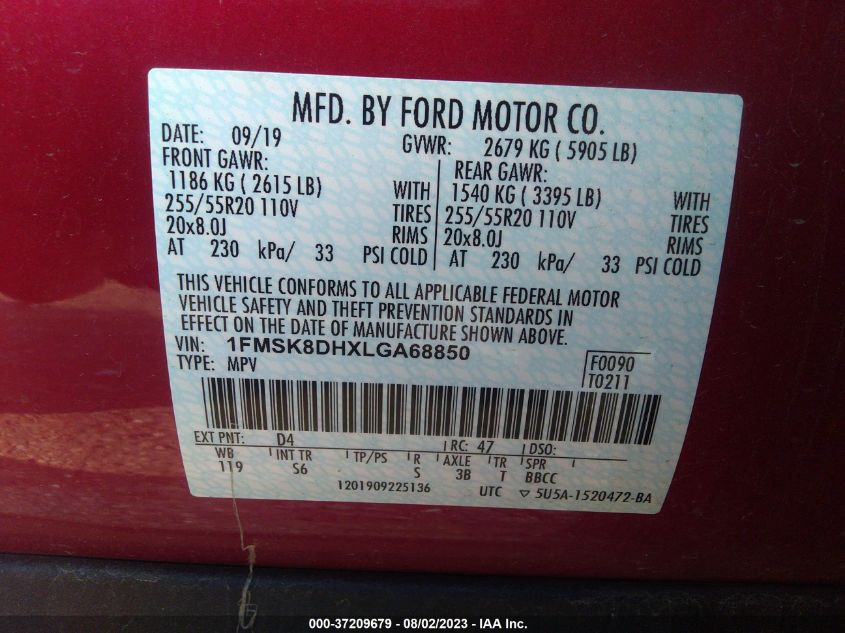 MFD. BY FORD MOTOR CO.
DATE: 09/19 GVWR: 2679 KG ( 5905 LB)
FRONT GAWR: REAR GAWR:
1186 KG ( 2615 LB) WITH 1540 KG ( 3395 LB) WITH
255/55R20 110V TIRES 255/55R20 110V TIRES
20x8.0J RIMS 20x8.0J RIMS
AT 230 kPa/ 33 PSI COLD AT 230 kPa/ 33 PSI COLD
THIS VEHICLE CONFORMS TO ALL APPLICABLE FEDERAL MOTOR
VEHICLE SAFETY AND THEFT PREVENTION STANDARDS IN
EFFECT ON THE DATE OF MANUFACTURE SHOWN ABOVE.
VIN: 1FMSK8DHXLGA68850
TYPE: MPV F0090
T0211
EXT PNT: D4 RC: 47 DSO:
WB INT TR TP/PS R AXLE TR SPR
119 S6 S 3B T BBCC
1201909225136 UTC ▽ 5U5A-1520472-BA
000-37209679 - 08/02/2023 - IAA Inc.